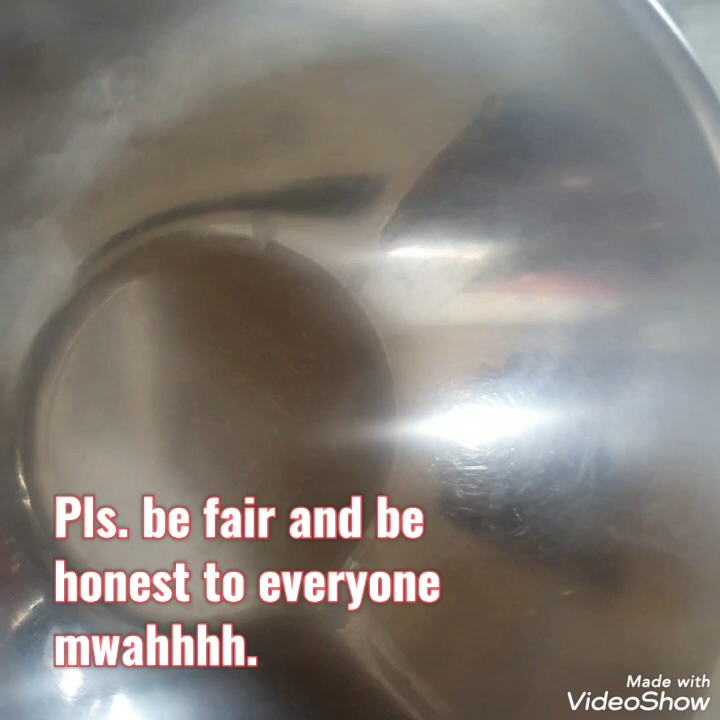 Pls. be fair and be
honest to everyone
mwahhhh.
Made with
VideoShow